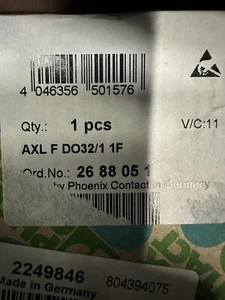 4 046356 501576
Qty.: 1 pcs V/C:11
AXL F DO32/1 1F
Ord.No.: 26 88 05 1
by Phoenix Contact Germany
2249846
Made in Germany
804394075